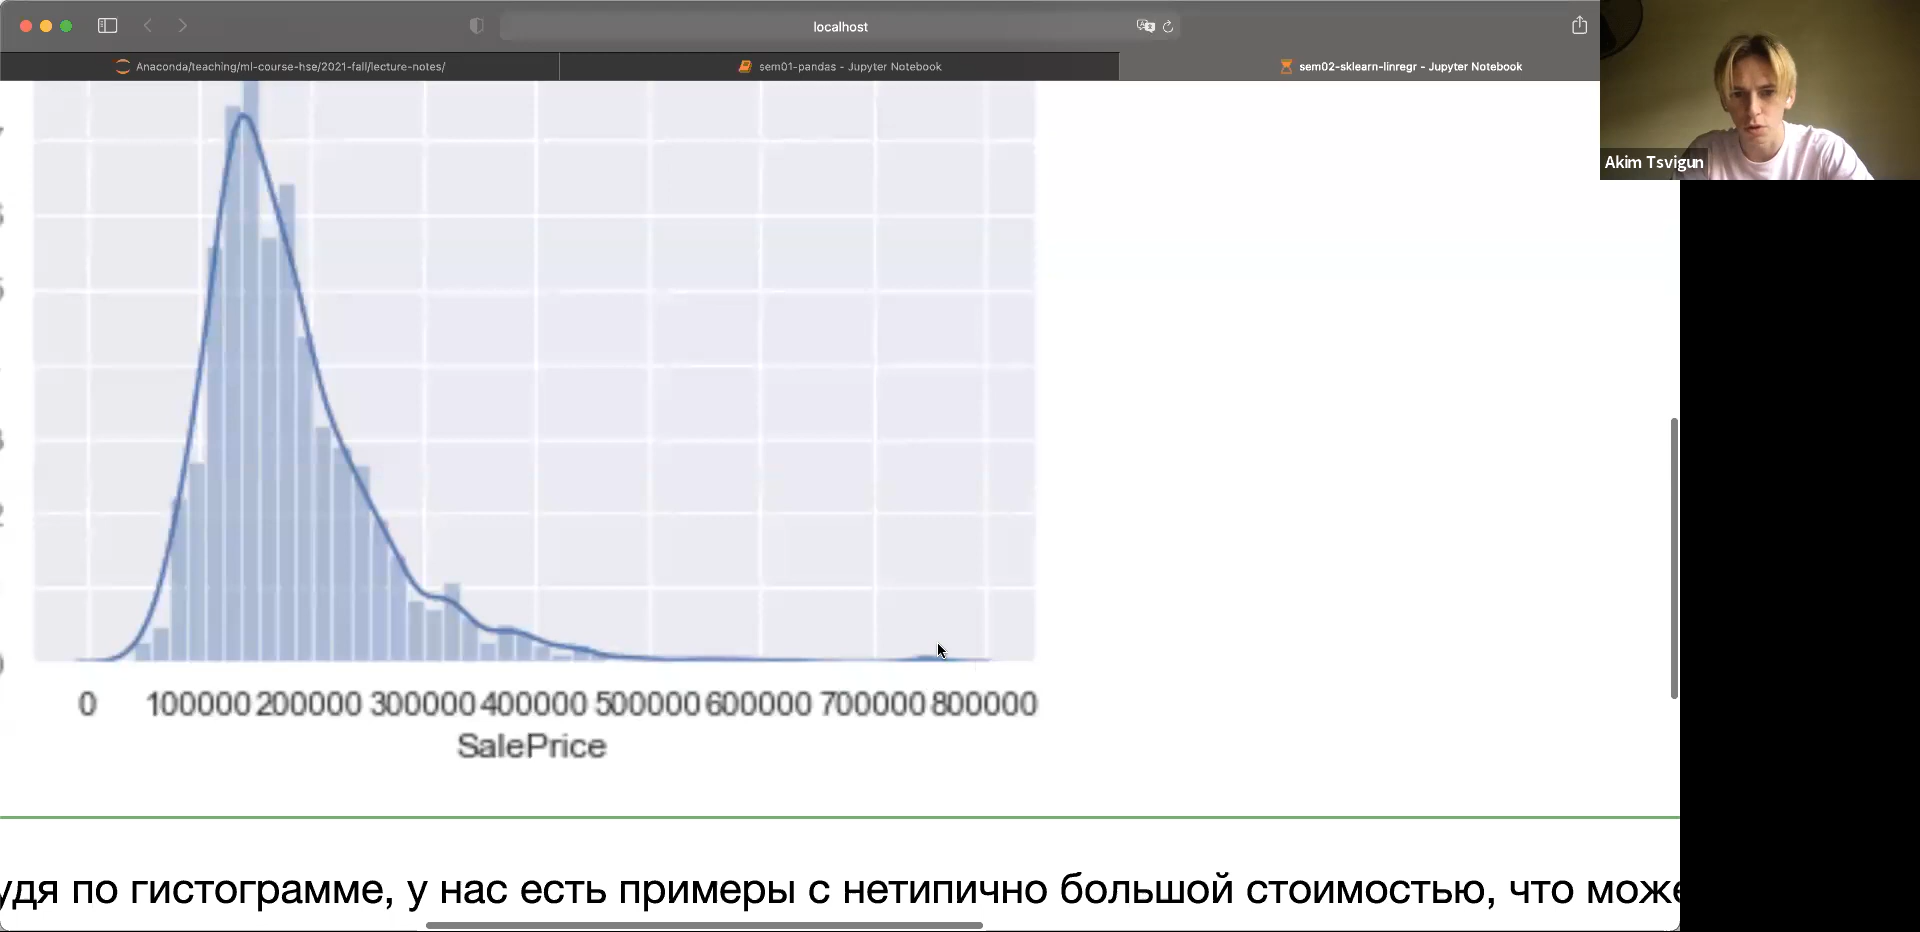 localhost
Anaconda/teaching/ml-course-hse/2021-fall/lecture-notes/
sem01-pandas - Jupyter Notebook
sem02-sklearn-linregr - Jupyter Notebook
Akim Tsvigun
0 100000 200000 300000 400000 500000 600000 700000 800000
SalePrice
по гистограмме, у нас есть примеры с нетипично большой стоимостью, что